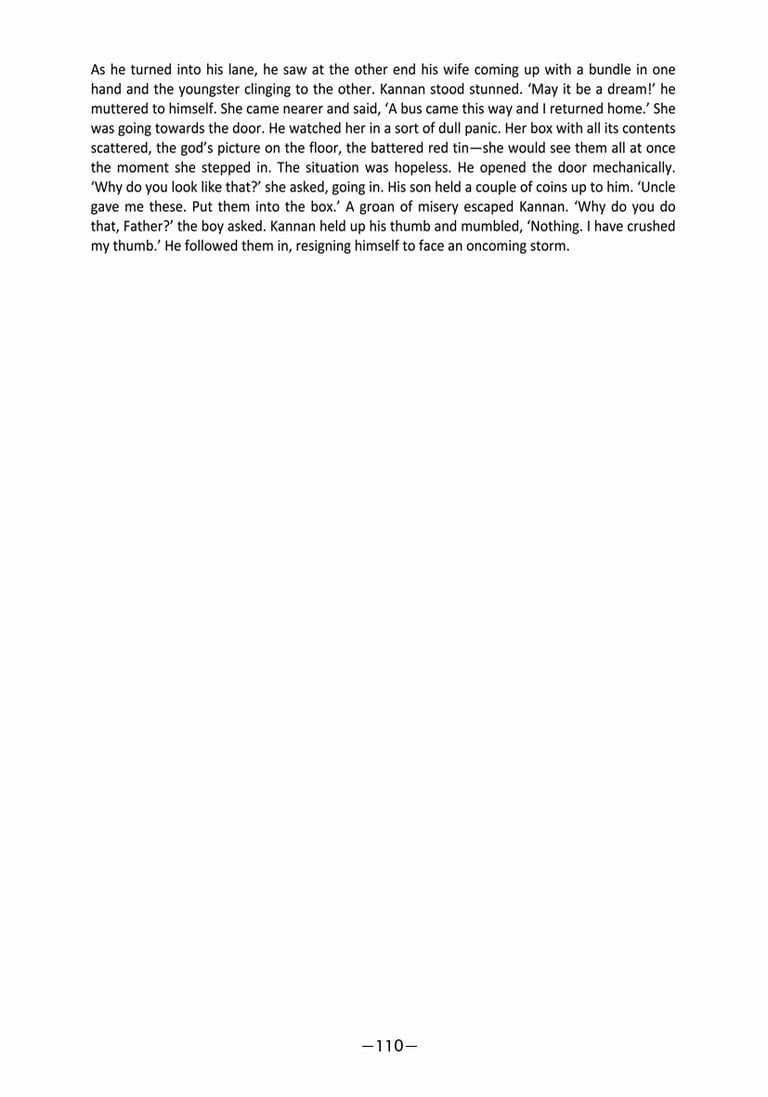 As he turned into his lane, he saw at the other end his wife coming up with a bundle in one
hand and the youngster clinging to the other. Kannan stood stunned. ‘May it be a dream!’ he
muttered to himself. She came nearer and said, ‘A bus came this way and I returned home.’ She
was going towards the door. He watched her in a sort of dull panic. Her box with all its contents
scattered, the god’s picture on the floor, the battered red tin—she would see them all at once
the moment she stepped in. The situation was hopeless. He opened the door mechanically.
‘Why do you look like that?’ she asked, going in. His son held a couple of coins up to him. ‘Uncle
gave me these. Put them into the box.’ A groan of misery escaped Kannan. ‘Why do you do
that, Father?’ the boy asked. Kannan held up his thumb and mumbled, ‘Nothing. I have crushed
my thumb.’ He followed them in, resigning himself to face an oncoming storm.
—110—